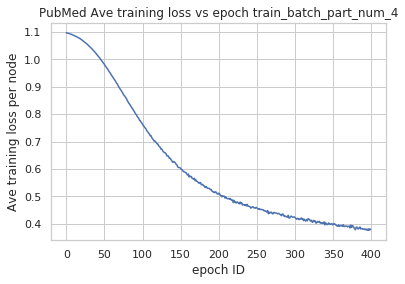 PubMed Ave training loss vs epoch train_batch_part_num_4
1.1
1.0
0.9
0.8
0.7
0.6
0.5
0.4
Ave training loss per node
0 50 100 150 200 250 300 350 400
epoch ID